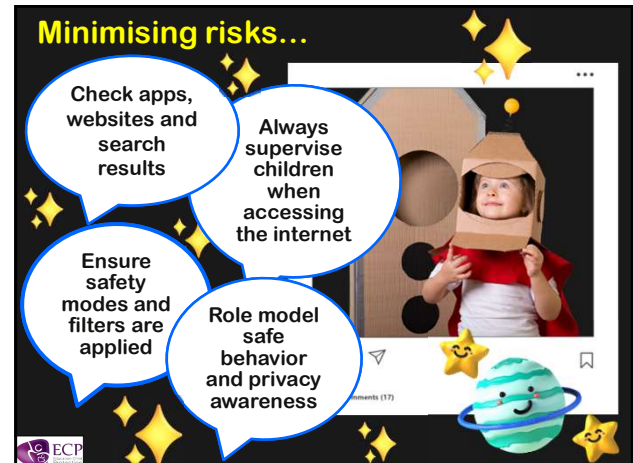 Minimising risks...
Check apps,
websites and
search
results
Always
supervise
children
when
accessing
the internet
Ensure
safety
modes and
filters are
applied
Role model
safe
behavior
and privacy
awareness
(17)
ECP